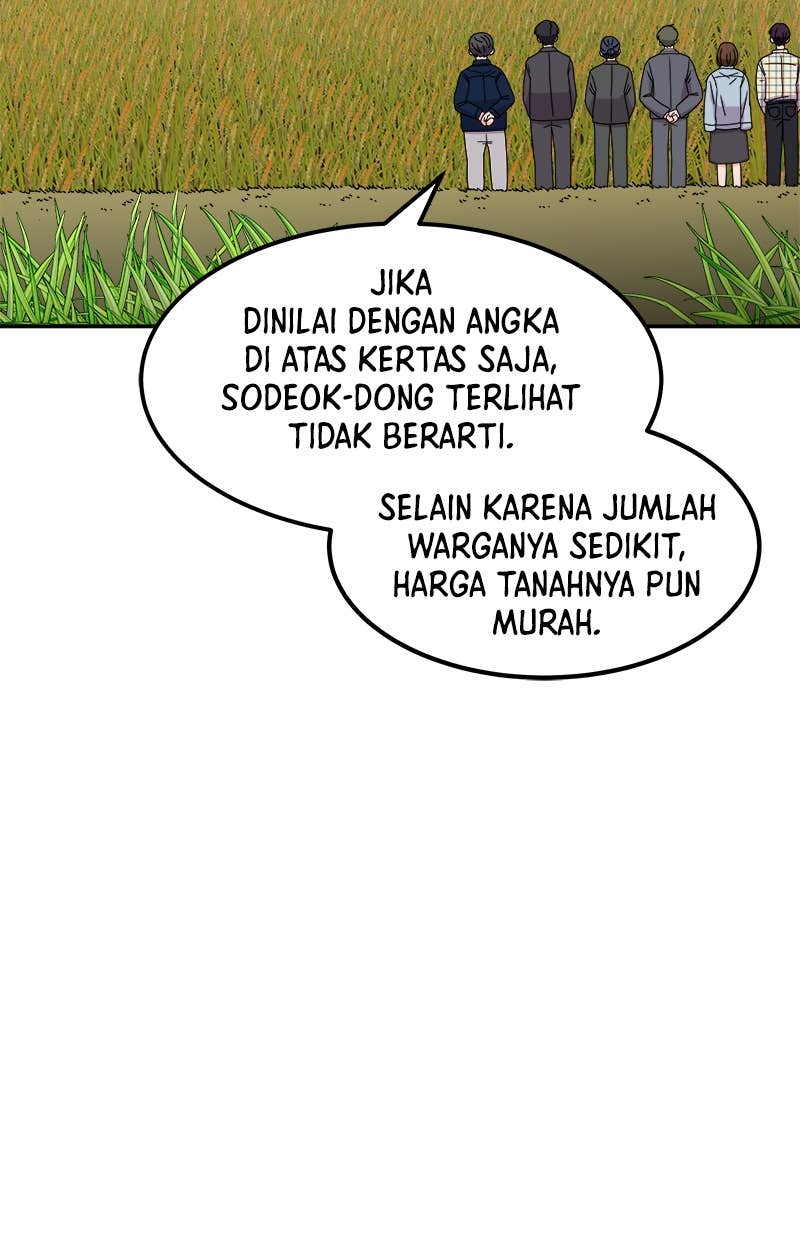 JIKA
DINILAI DENGAN ANGKA
DI ATAS KERTAS SAJA,
SODEOK-DONG TERLIHAT
TIDAK BERARTI.
SELAIN KARENA JUMLAH
WARGANYA SEDIKIT,
HARGA TANAHNYA PUN
MURAH.